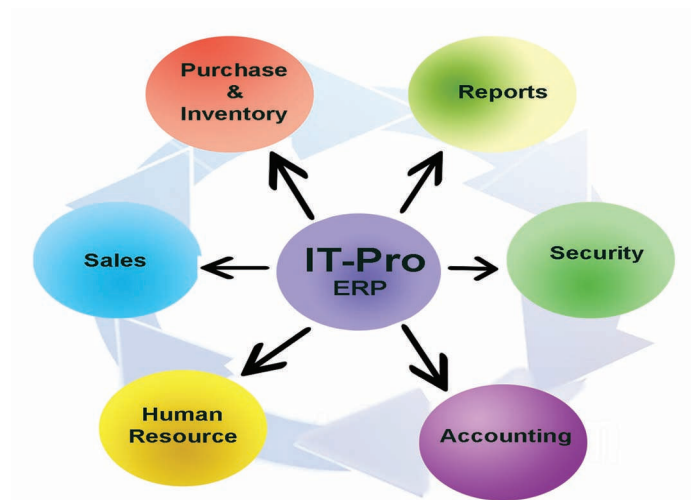 Purchase
&
Inventory
Reports
Sales
IT-Pro
ERP
Security
Human
Resource
Accounting